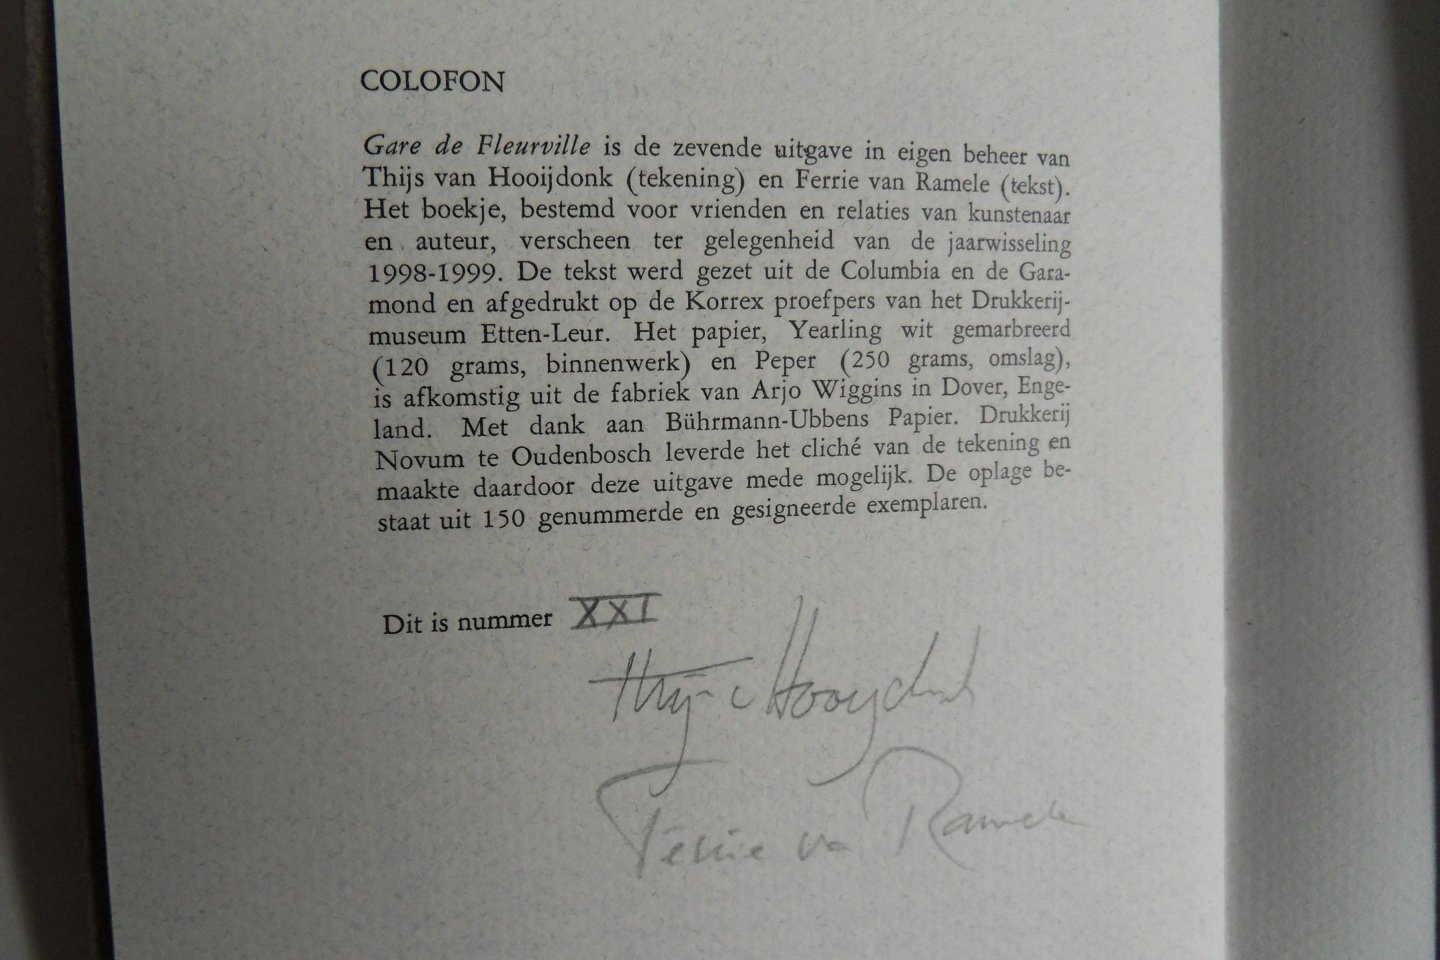 COLOFON
Gare de Fleurville is de zevende uitgave in eigen beheer van
Thijs van Hooijdonk (tekening) en Ferrie van Ramele (tekst).
Het boekje, bestemd voor vrienden en relaties van kunstenaar
en auteur, verscheen ter gelegenheid van de jaarwisseling
1998-1999. De tekst werd gezet uit de Columbia en de Gara-
mond en afgedrukt op de Korrex proefpers van het Drukkerij-
museum Etten-Leur. Het papier, Yearling wit gemarbreerd
(120 grams, binnenwerk) en Peper (250 grams, omslag),
is afkomstig uit de fabriek van Arjo Wiggins in Dover, Enge-
land. Met dank aan Bührmann-Ubbens Papier. Drukkerij
Novum te Oudenbosch leverde het cliché van de tekening en
maakte daardoor deze uitgave mede mogelijk. De oplage be-
staat uit 150 genummerde en gesigneerde exemplaren.
Dit is nummer XXI
Thijs v Hooydonk
Ferrie va Ramele